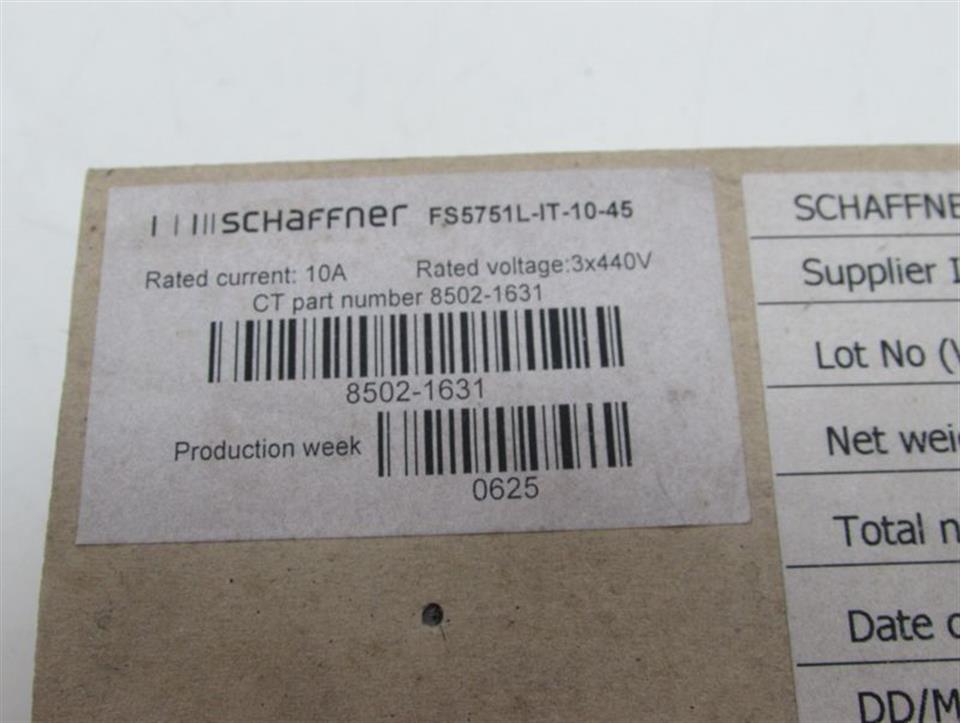 SCHAFFNER FS5751L-IT-10-45
Rated current: 10A Rated voltage:3x440V
CT part number 8502-1631
8502-1631
Production week
0625
SCHAFFNE
Supplier I
Lot No (
Net wei
Total n
Date o
DD/M